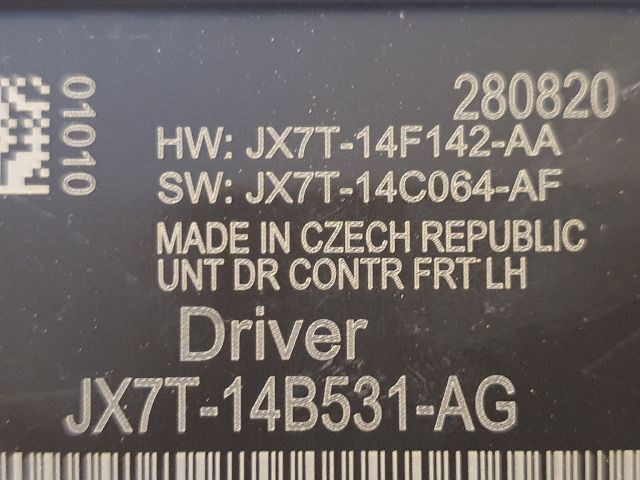 01010
280820
HW: JX7T-14F142-AA
SW: JX7T-14C064-AF
MADE IN CZECH REPUBLIC
UNT DR CONTR FRT LH
Driver
JX7T-14B531-AG